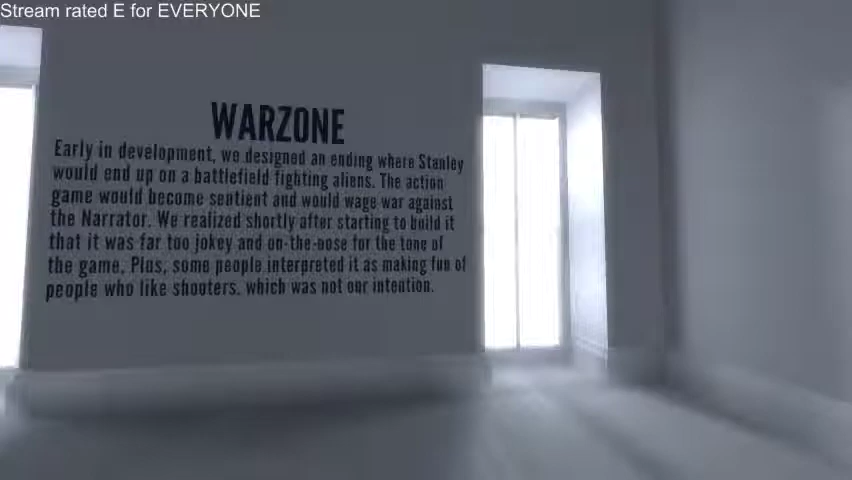 Stream rated E for EVERYONE
WARZONE
Early in development, we designed an ending where Stanley
would end up on a battlefield fighting aliens. The action
game would become sentient and would wage war against
the Narrator. We realized shortly after starting to build it
that it was far too jokey and on-the-nose for the tone of
the game. Plus, some people interpreted it as making fun of
people who like shooters, which was not our intention.